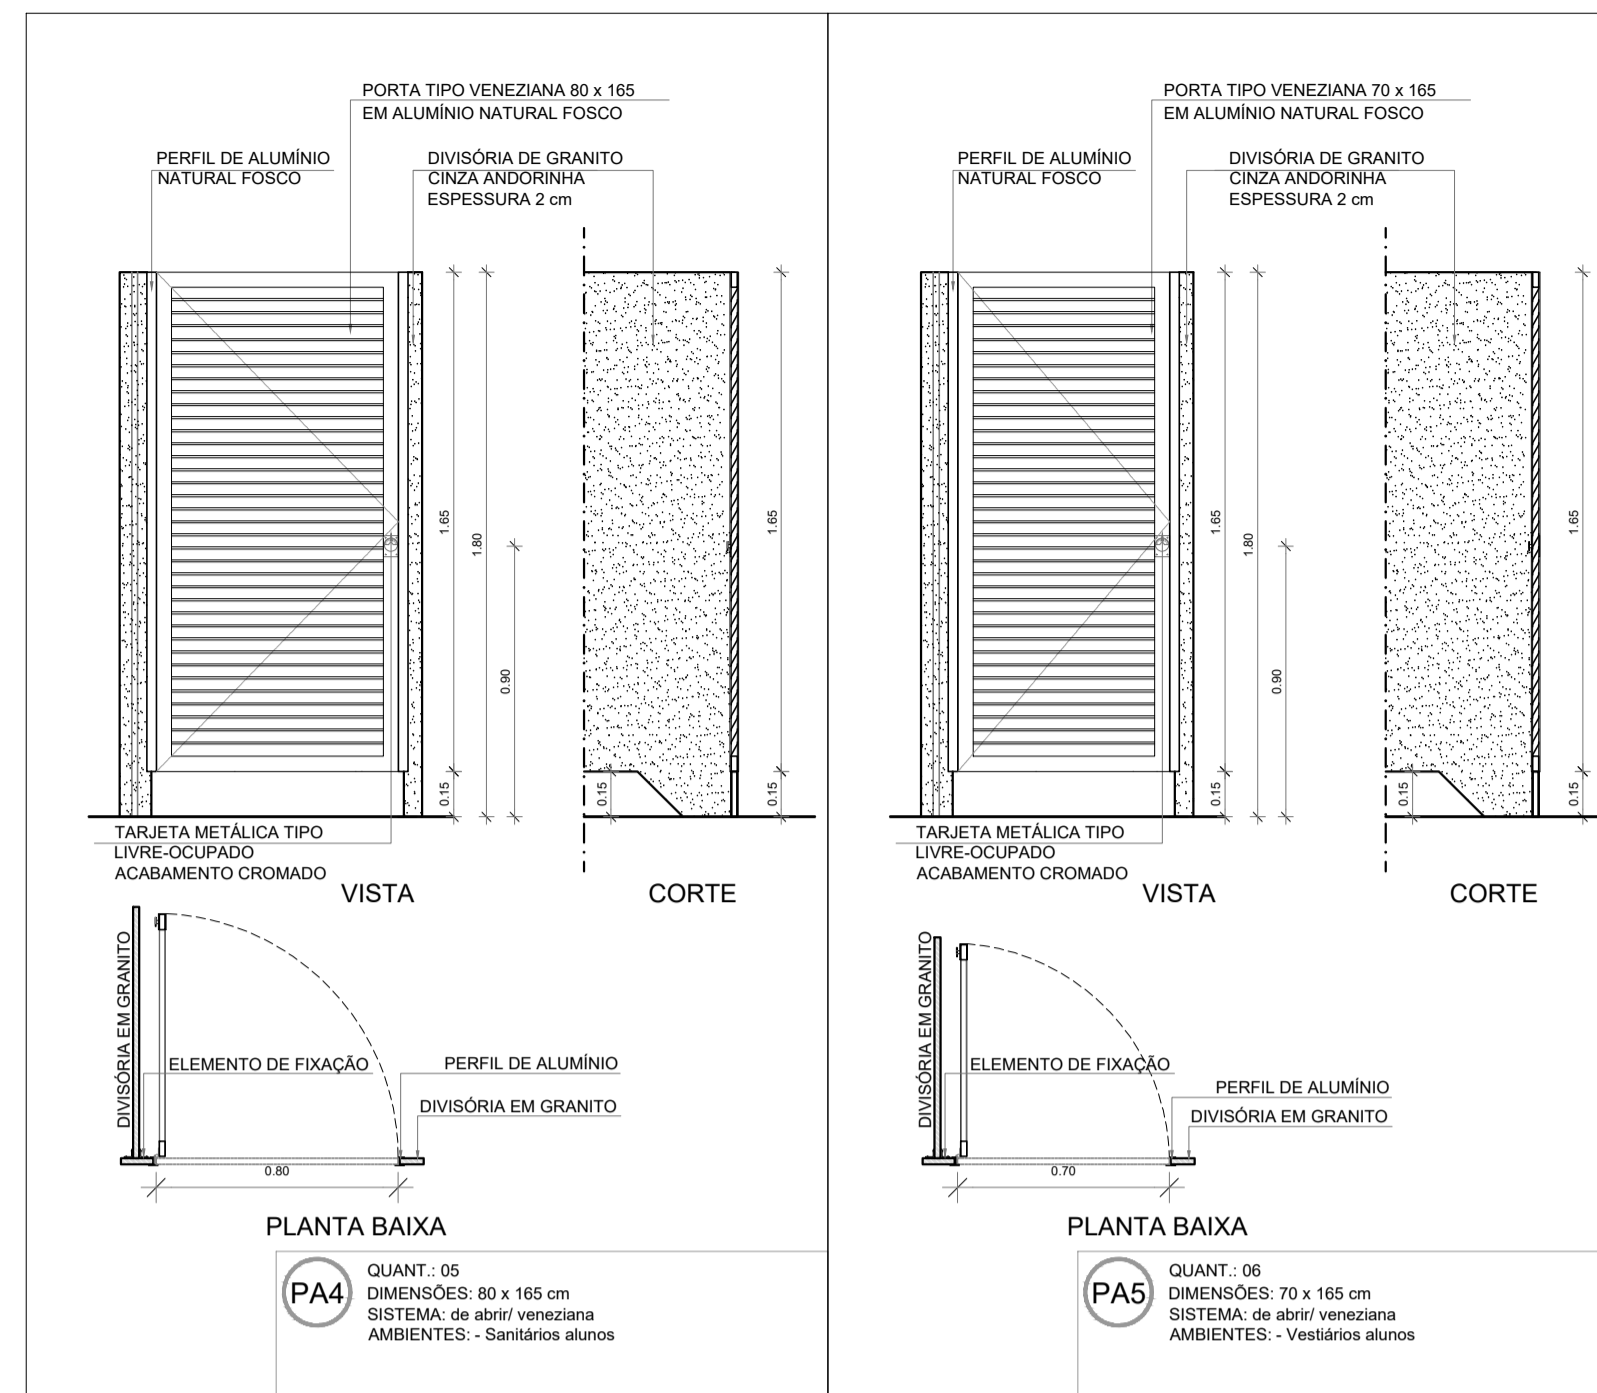 PORTA TIPO VENEZIANA 80 x 165
EM ALUMÍNIO NATURAL FOSCO
PERFIL DE ALUMÍNIO
NATURAL FOSCO
DIVISÓRIA DE GRANITO
CINZA ANDORINHA
ESPESSURA 2 cm
1.65
1.80
0.90
0.15
1.65
0.15
0.15
TARJETA METÁLICA TIPO
LIVRE-OCUPADO
ACABAMENTO CROMADO
VISTA
CORTE
DIVISÓRIA EM GRANITO
ELEMENTO DE FIXAÇÃO
PERFIL DE ALUMÍNIO
DIVISÓRIA EM GRANITO
0.80
PLANTA BAIXA
PA4
QUANT.: 05
DIMENSÕES: 80 x 165 cm
SISTEMA: de abrir/ veneziana
AMBIENTES: - Sanitários alunos
PORTA TIPO VENEZIANA 70 x 165
EM ALUMÍNIO NATURAL FOSCO
PERFIL DE ALUMÍNIO
NATURAL FOSCO
DIVISÓRIA DE GRANITO
CINZA ANDORINHA
ESPESSURA 2 cm
1.65
1.80
0.90
0.15
1.65
0.15
0.15
TARJETA METÁLICA TIPO
LIVRE-OCUPADO
ACABAMENTO CROMADO
VISTA
CORTE
DIVISÓRIA EM GRANITO
ELEMENTO DE FIXAÇÃO
PERFIL DE ALUMÍNIO
DIVISÓRIA EM GRANITO
0.70
PLANTA BAIXA
PA5
QUANT.: 06
DIMENSÕES: 70 x 165 cm
SISTEMA: de abrir/ veneziana
AMBIENTES: - Vestiários alunos